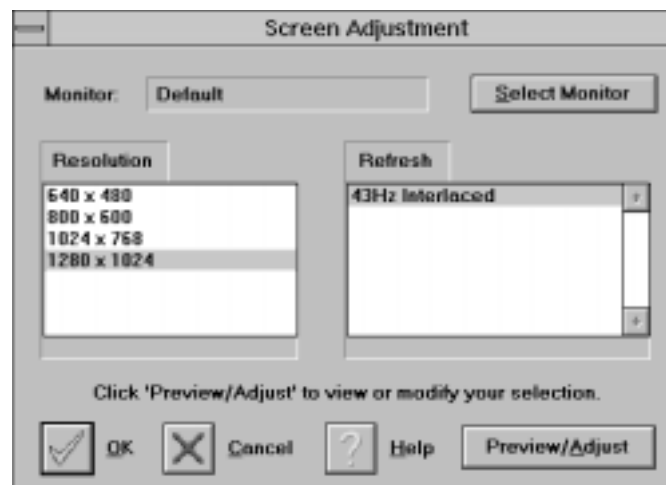 Screen Adjustment
Monitor: Default Select Monitor
Resolution Refresh
640 x 480 43Hz Interlaced
800 x 600
1024 x 768
1280 x 1024
Click 'Preview/Adjust' to view or modify your selection.
OK Cancel ? Help Preview/Adjust